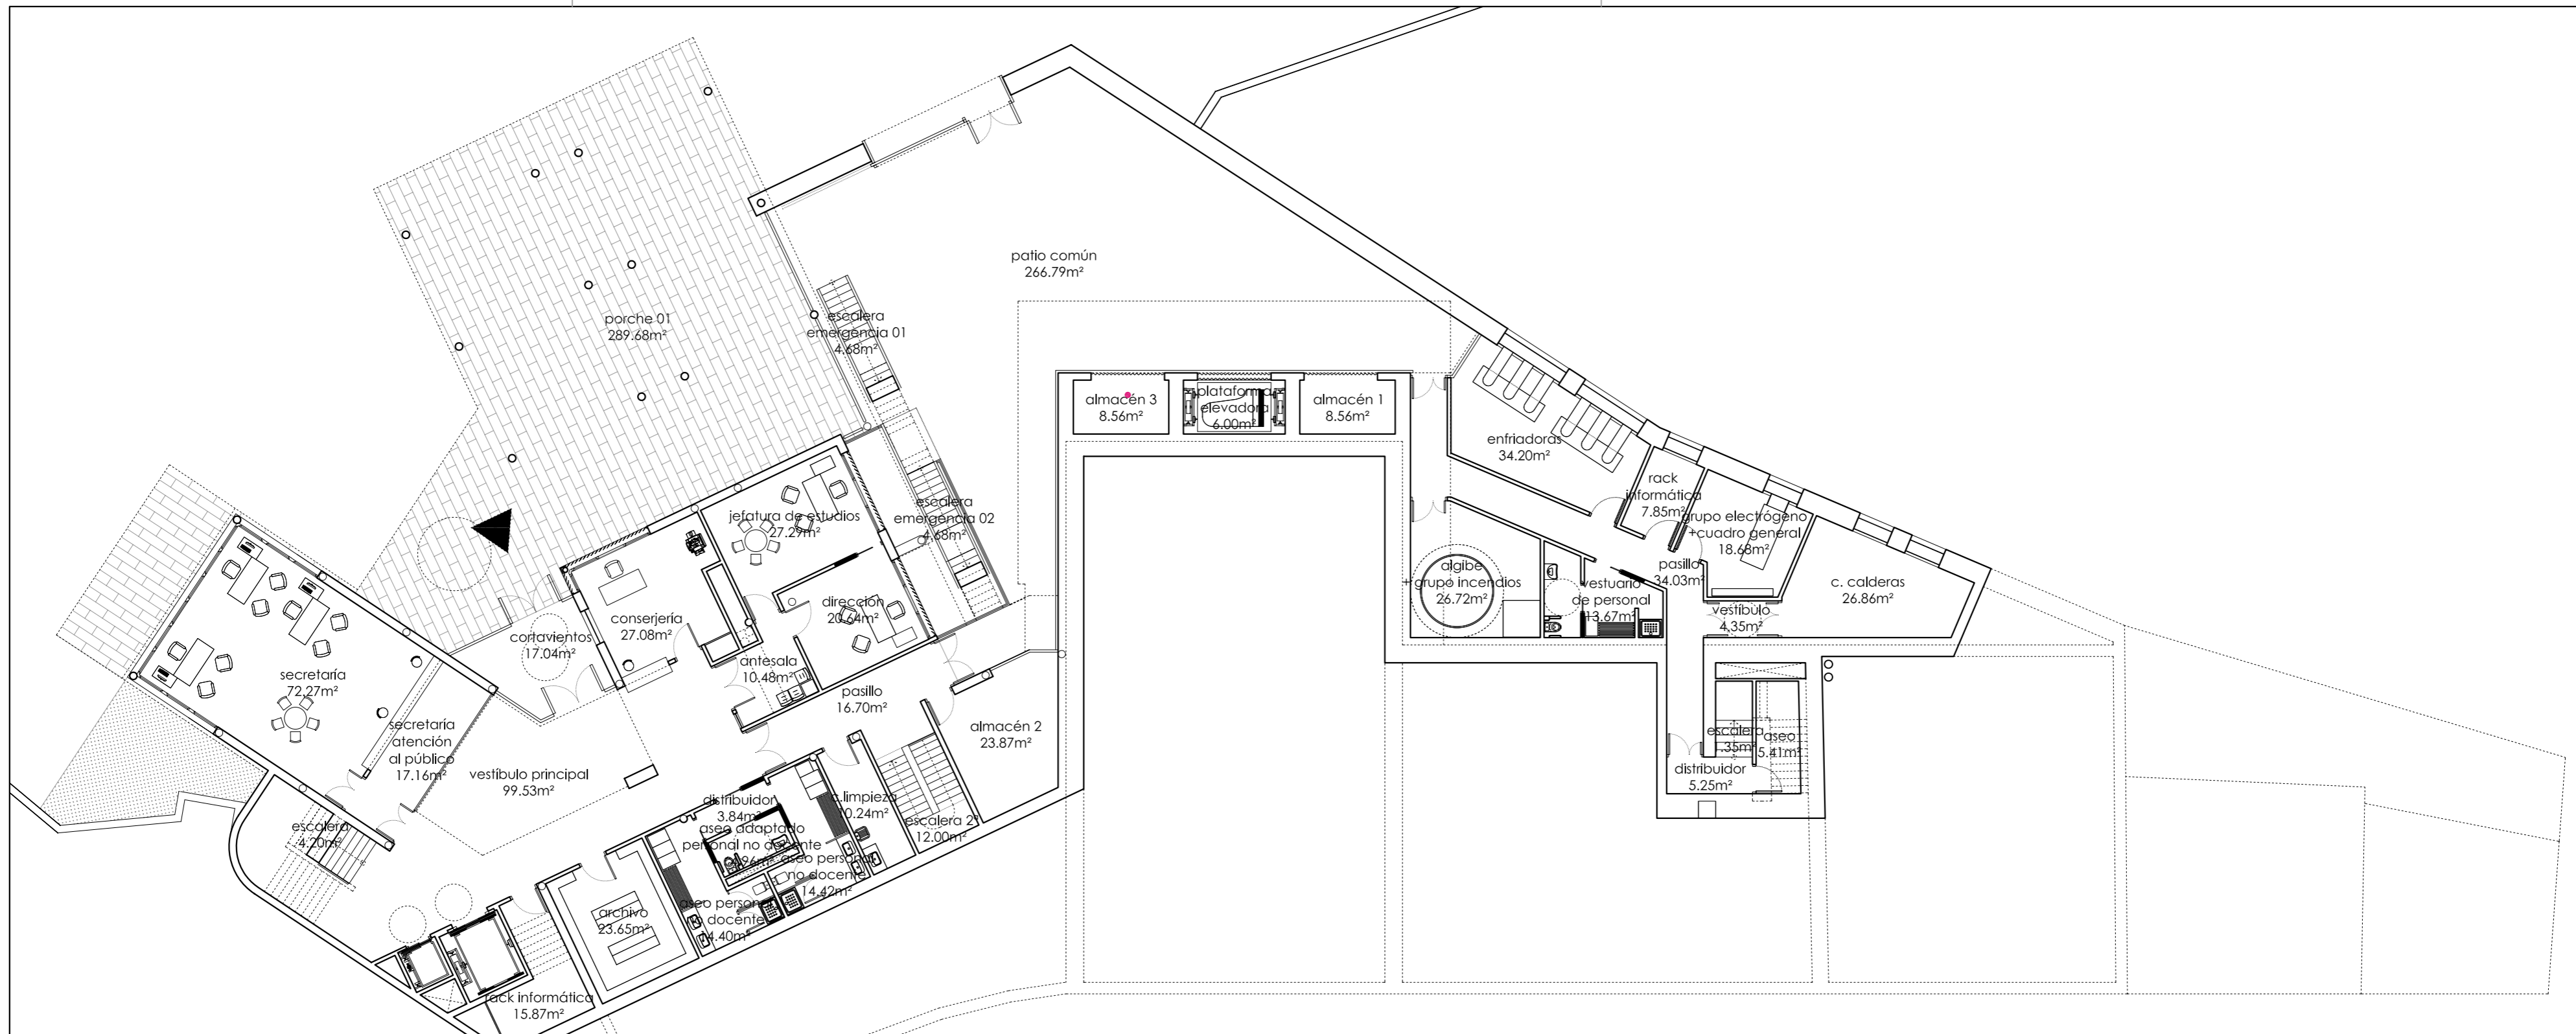 patio común
266.79m²
porche 01
289.68m²
escalera
emergencia 01
4.68m²
almacén 3
8.56m²
plataforma
elevadora
6.00m²
almacén 1
8.56m²
enfriadoras
34.20m²
rack
informática
7.85m²
grupo electrógeno
+cuadro general
18.68m²
jefatura de estudios
27.29m²
escalera
emergencia 02
4.68m²
algibe
+ grupo incendios
26.72m²
vestuario
de personal
13.67m²
pasillo
34.03m²
c. calderas
26.86m²
vestíbulo
4.35m²
conserjería
27.08m²
dirección
20.64m²
cortavientos
17.04m²
antesala
10.48m²
secretaría
72.27m²
pasillo
16.70m²
secretaría
atención
al público
17.16m²
almacén 2
23.87m²
escalera
.35m²
aseo
5.41m²
distribuidor
5.25m²
vestíbulo principal
99.53m²
distribuidor
3.84m²
c.limpieza
10.24m²
escalera
4.20m²
aseo adaptado
personal no docente
escalera 2
12.00m²
aseo personal
no docente
14.42m²
archivo
23.65m²
aseo personal
no docente
14.40m²
rack informática
15.87m²